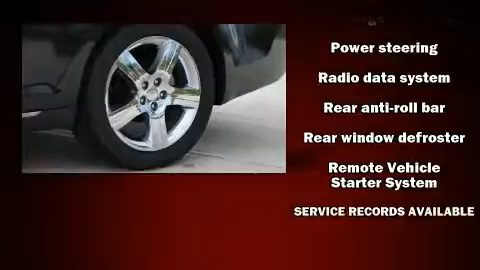 Power steering
Radio data system
Rear anti-roll bar
Rear window defroster
Remote Vehicle
Starter System
SERVICE RECORDS AVAILABLE